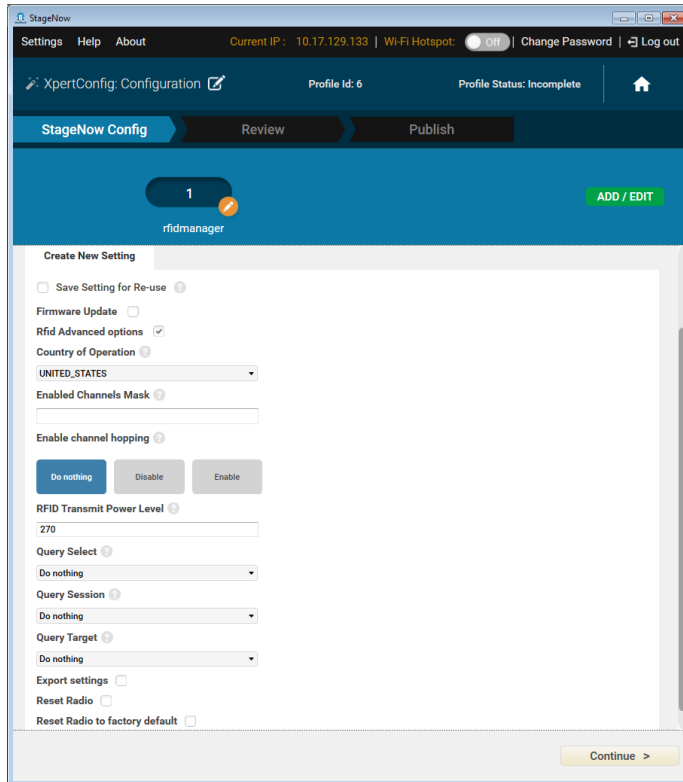 StageNow
Settings Help About Current IP : 10.17.129.133 | Wi-Fi Hotspot: Off | Change Password | Log out
XpertConfig: Configuration Profile Id: 6 Profile Status: Incomplete
StageNow Config Review Publish
1
ADD / EDIT
rfidmanager
Create New Setting
Save Setting for Re-use ?
Firmware Update
Rfid Advanced options
Country of Operation ?
UNITED_STATES
Enabled Channels Mask ?
Enable channel hopping ?
Do nothing Disable Enable
RFID Transmit Power Level ?
270
Query Select ?
Do nothing
Query Session ?
Do nothing
Query Target ?
Do nothing
Export settings
Reset Radio
Reset Radio to factory default
Continue >